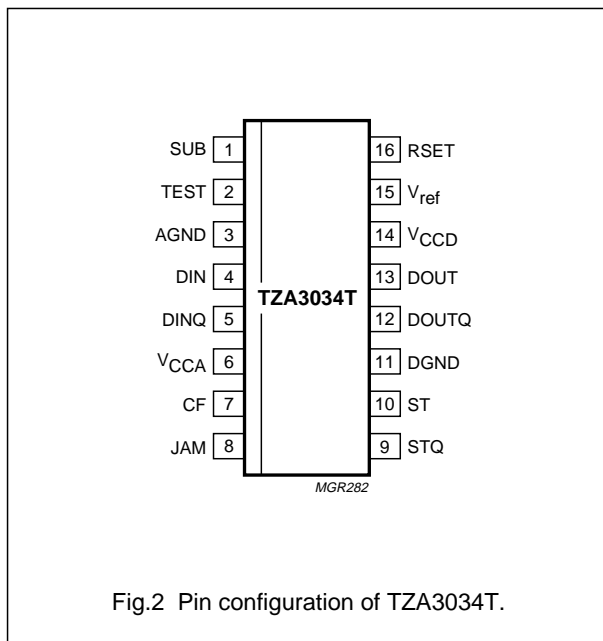 SUB 1 16 RSET
TEST 2 15 Vref
AGND 3 14 VCCD
DIN 4 13 DOUT
TZA3034T
DINQ 5 12 DOUTQ
VCCA 6 11 DGND
CF 7 10 ST
JAM 8 9 STQ
MGR282
Fig.2 Pin configuration of TZA3034T.